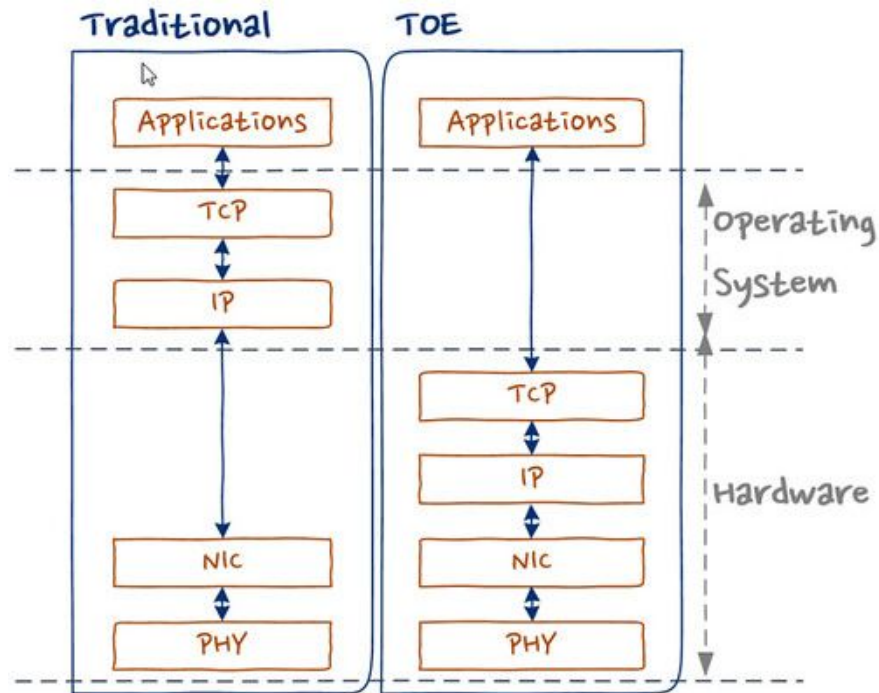 Traditional
TOE
Applications
Applications
TCP
IP
Operating
System
TCP
IP
Hardware
NIC
NIC
PHY
PHY